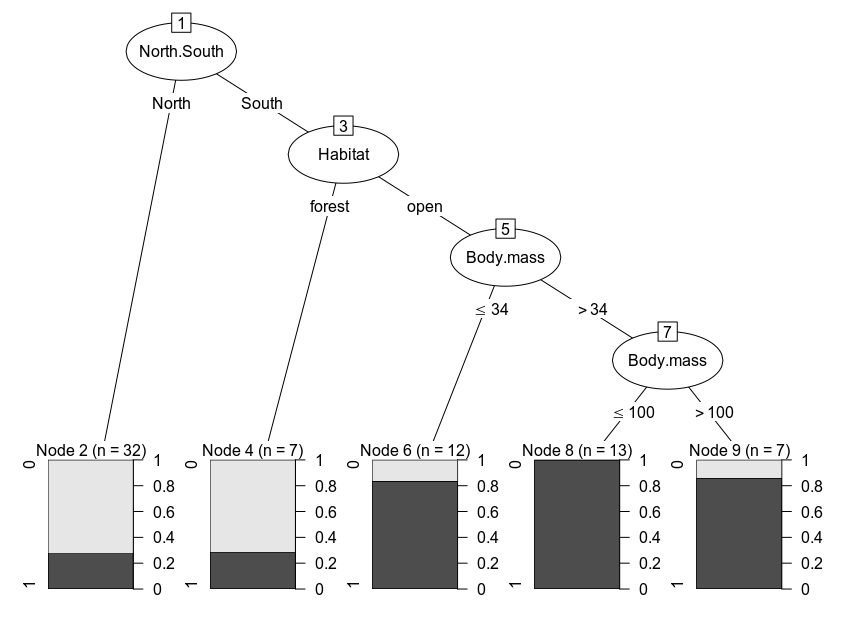 1
North.South
North South
3
Habitat
forest open
5
Body.mass
≤ 34 > 34
7
Body.mass
≤ 100 > 100
Node 2 (n = 32) Node 4 (n = 7) Node 6 (n = 12) Node 8 (n = 13) Node 9 (n = 7)
0 1 0 1 0 1 0 1 0 1
0.8 0.8 0.8 0.8 0.8
0.6 0.6 0.6 0.6 0.6
0.4 0.4 0.4 0.4 0.4
0.2 0.2 0.2 0.2 0.2
1 0 1 0 1 0 1 0 1 0